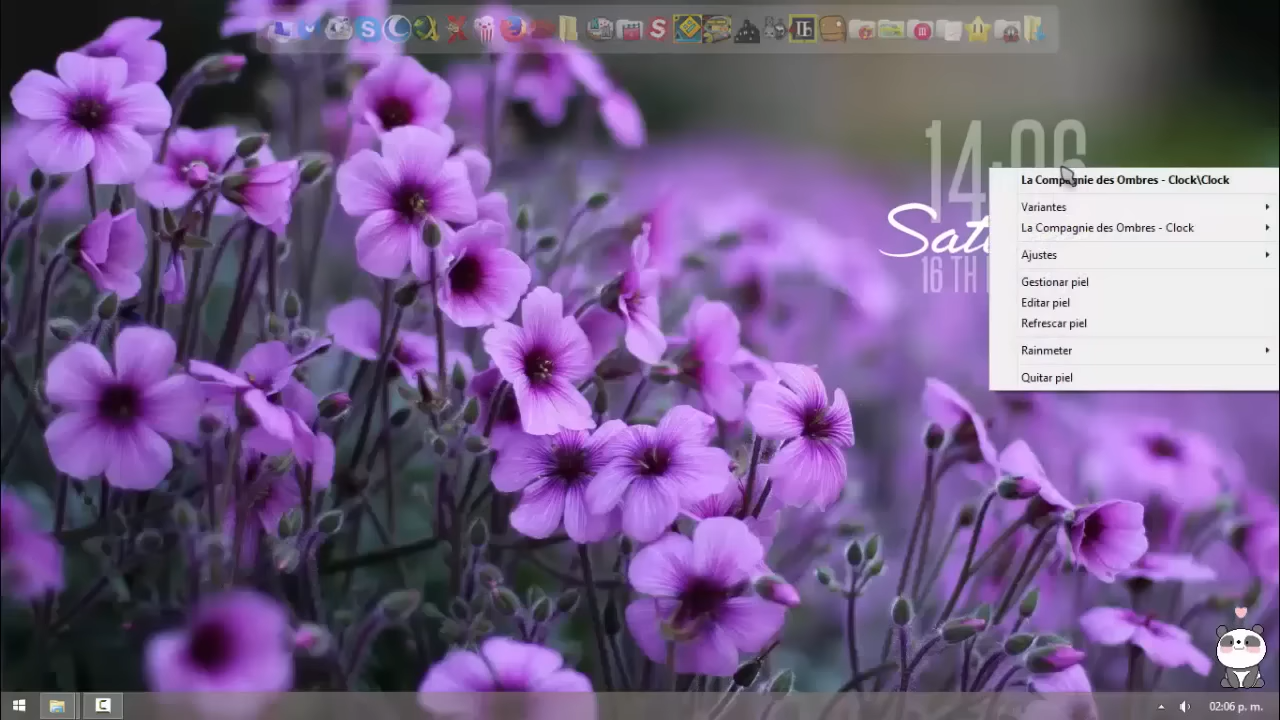 14:06
La Compagnie des Ombres - Clock\Clock
Variantes
La Compagnie des Ombres - Clock
16 TH
Ajustes
Gestionar piel
Editar piel
Refrescar piel
Rainmeter
Quitar piel
02:06 p. m.